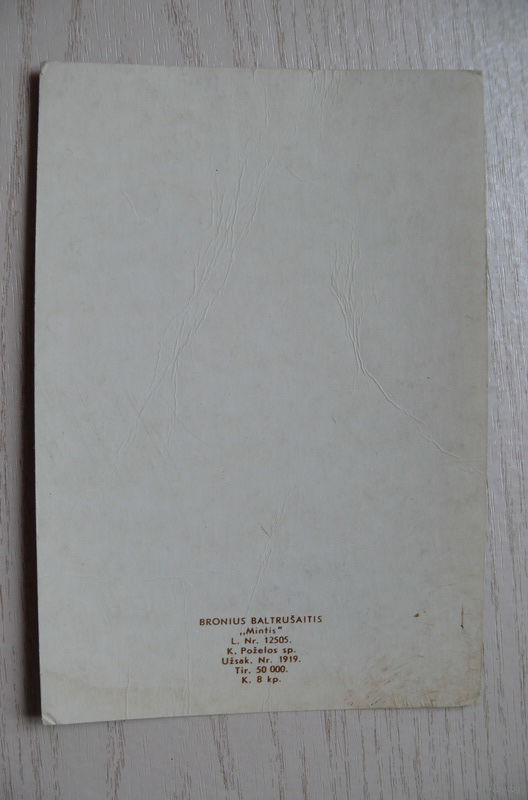 BRONIUS BALTRUŠAITIS
,,Mintis"
L. Nr. 12505.
K. Poželos sp.
Užsak. Nr. 1919.
Tir. 50 000.
K. 8 kp.